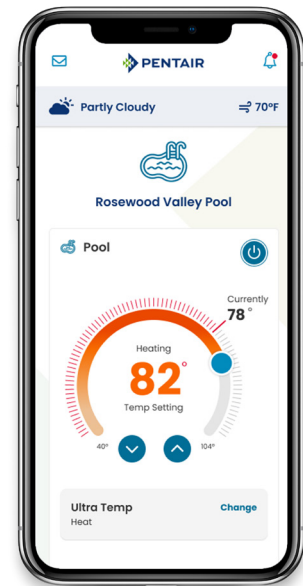 PENTAIR
Partly Cloudy
70°F
Rosewood Valley Pool
Pool
Currently
78°
Heating
82°
Temp Setting
40°
104°
Ultra Temp
Change
Heat